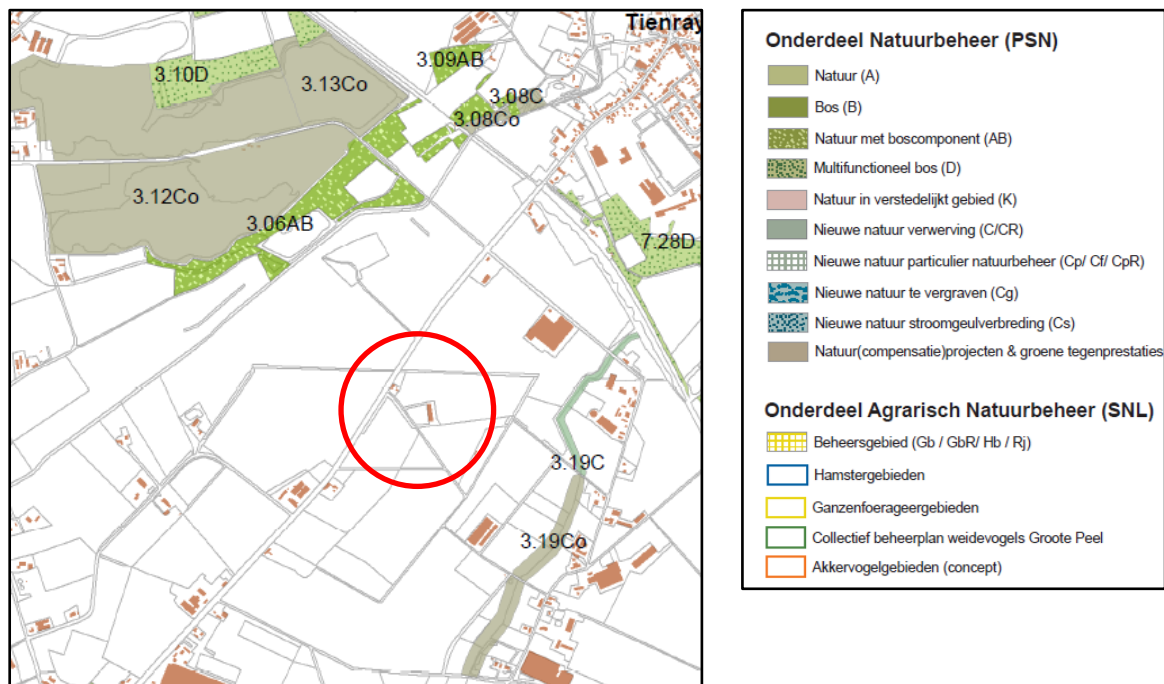 Tienray
3.09AB
3.10D
3.13Co
3.08C
3.08Co
3.12Co
3.06AB
7.28D
3.19C
3.19Co
Onderdeel Natuurbeheer (PSN)
Natuur (A)
Bos (B)
Natuur met boscomponent (AB)
Multifunctioneel bos (D)
Natuur in verstedelijkt gebied (K)
Nieuwe natuur verwerving (C/CR)
Nieuwe natuur particulier natuurbeheer (Cp/ Cf/ CpR)
Nieuwe natuur te vergraven (Cg)
Nieuwe natuur stroomgeulverbreding (Cs)
Natuur(compensatie)projecten & groene tegenprestaties
Onderdeel Agrarisch Natuurbeheer (SNL)
Beheersgebied (Gb / GbR/ Hb / Rj)
Hamstergebieden
Ganzenfoerageergebieden
Collectief beheerplan weidevogels Groote Peel
Akkervogelgebieden (concept)